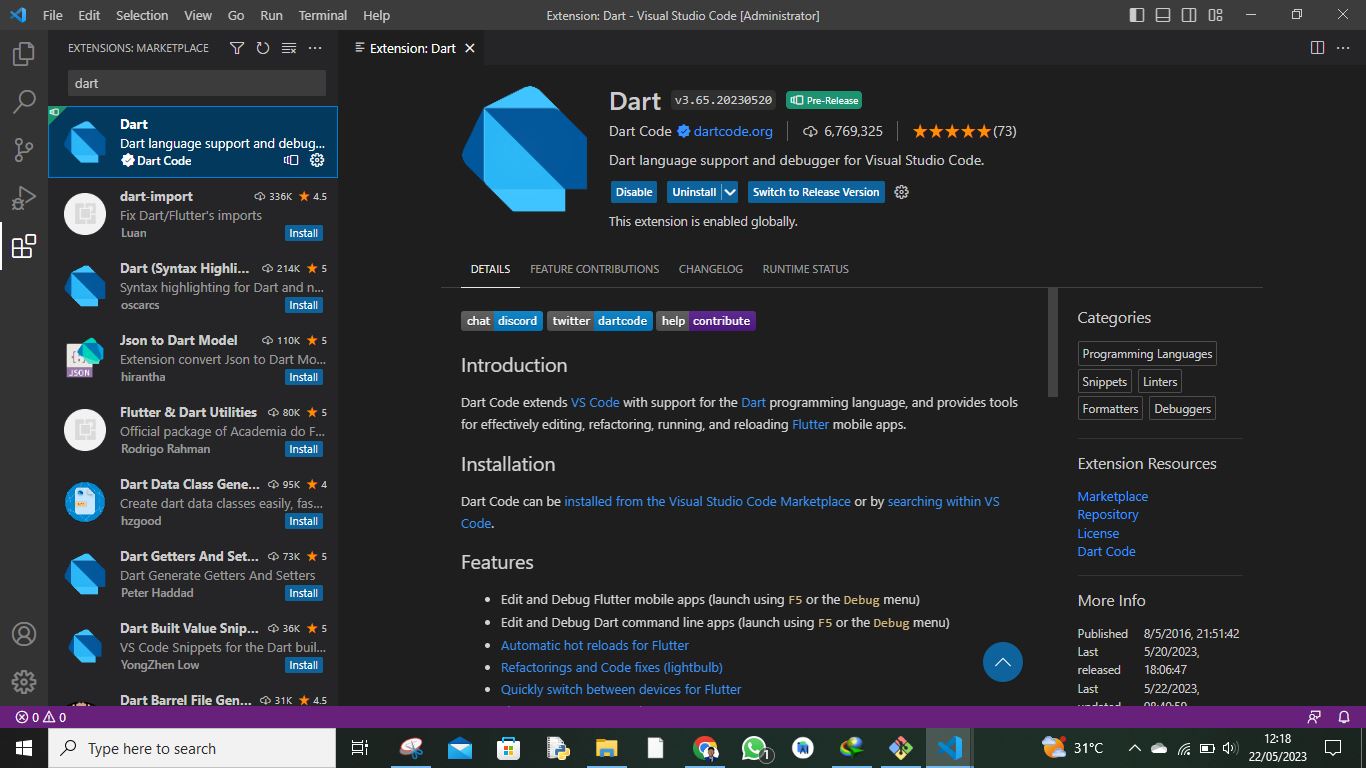 File Edit Selection View Go Run Terminal Help
Extension: Dart - Visual Studio Code [Administrator]
EXTENSIONS: MARKETPLACE
dart
Dart
Dart language support and debug...
Dart Code
dart-import 336K 4.5
Fix Dart/Flutter's imports
Luan Install
Dart (Syntax Highli... 214K 5
Syntax highlighting for Dart and n...
oscarcs Install
Json to Dart Model 110K 5
Extension convert Json to Dart Mo...
hirantha Install
JSON
Flutter & Dart Utilities 80K 5
Official package of Academia do F...
Rodrigo Rahman Install
Dart Data Class Gene... 95K 4
Create dart data classes easily, fas...
hzgood Install
Dart Getters And Set... 73K 5
Dart Generate Getters And Setters
Peter Haddad Install
Dart Built Value Snip... 36K 5
VS Code Snippets for the Dart buil...
YongZhen Low Install
Dart Barrel File Gen... 31K 4.5
Extension: Dart
Dart v3.65.20230520 Pre-Release
Dart Code dartcode.org 6,769,325 (73)
Dart language support and debugger for Visual Studio Code.
Disable Uninstall Switch to Release Version
This extension is enabled globally.
DETAILS FEATURE CONTRIBUTIONS CHANGELOG RUNTIME STATUS
chat discord twitter dartcode help contribute
Introduction
Dart Code extends VS Code with support for the Dart programming language, and provides tools
for effectively editing, refactoring, running, and reloading Flutter mobile apps.
Installation
Dart Code can be installed from the Visual Studio Code Marketplace or by searching within VS
Code.
Features
Edit and Debug Flutter mobile apps (launch using F5 or the Debug menu)
Edit and Debug Dart command line apps (launch using F5 or the Debug menu)
Automatic hot reloads for Flutter
Refactorings and Code fixes (lightbulb)
Quickly switch between devices for Flutter
Categories
Programming Languages
Snippets Linters
Formatters Debuggers
Extension Resources
Marketplace
Repository
License
Dart Code
More Info
Published 8/5/2016, 21:51:42
Last 5/20/2023,
released 18:06:47
Last 5/22/2023,
0 0
Type here to search
1
31°C
12:18
22/05/2023